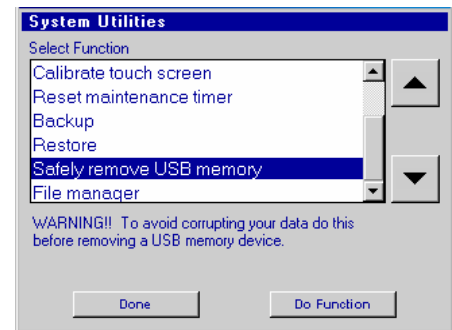 System Utilities
Select Function
Calibrate touch screen
Reset maintenance timer
Backup
Restore
Safely remove USB memory
File manager
WARNING!! To avoid corrupting your data do this
before removing a USB memory device.
Done
Do Function